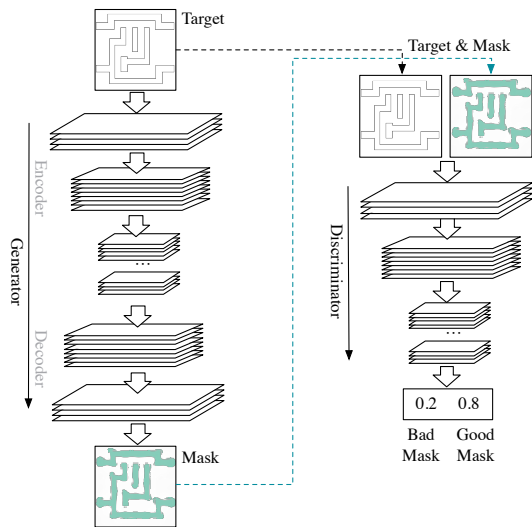 Target
Target & Mask
Encoder
Generator
...
Decoder
Mask
Discriminator
...
0.2 0.8
Bad Good
Mask Mask